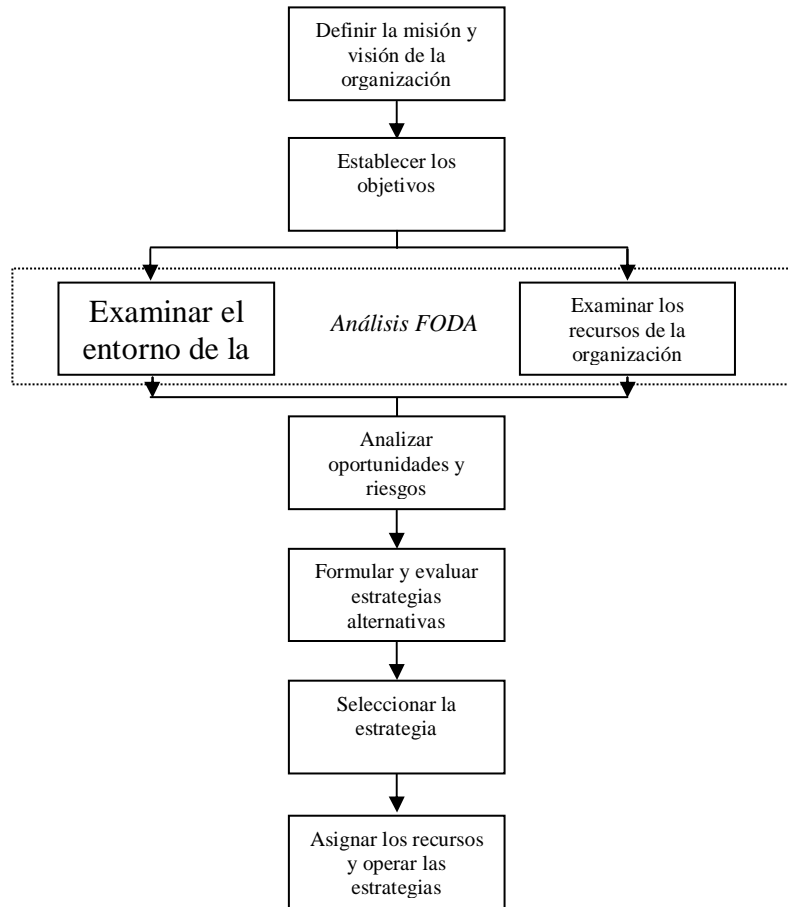 Definir la misión y
visión de la
organización
Establecer los
objetivos
Examinar el
entorno de la
Análisis FODA
Examinar los
recursos de la
organización
Analizar
oportunidades y
riesgos
Formular y evaluar
estrategias
alternativas
Seleccionar la
estrategia
Asignar los recursos
y operar las
estrategias